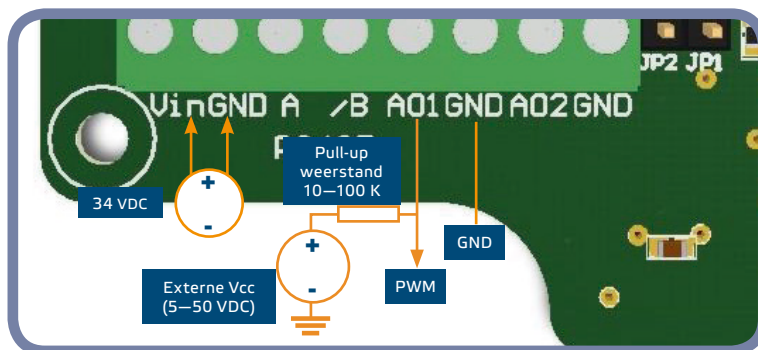 JP2 JP1
Vin GND A /B AO1 GND AO2 GND
Pull-up
weerstand
10—100 K
+
34 VDC
-
GND
+
Externe Vcc
(5—50 VDC)
-
PWM